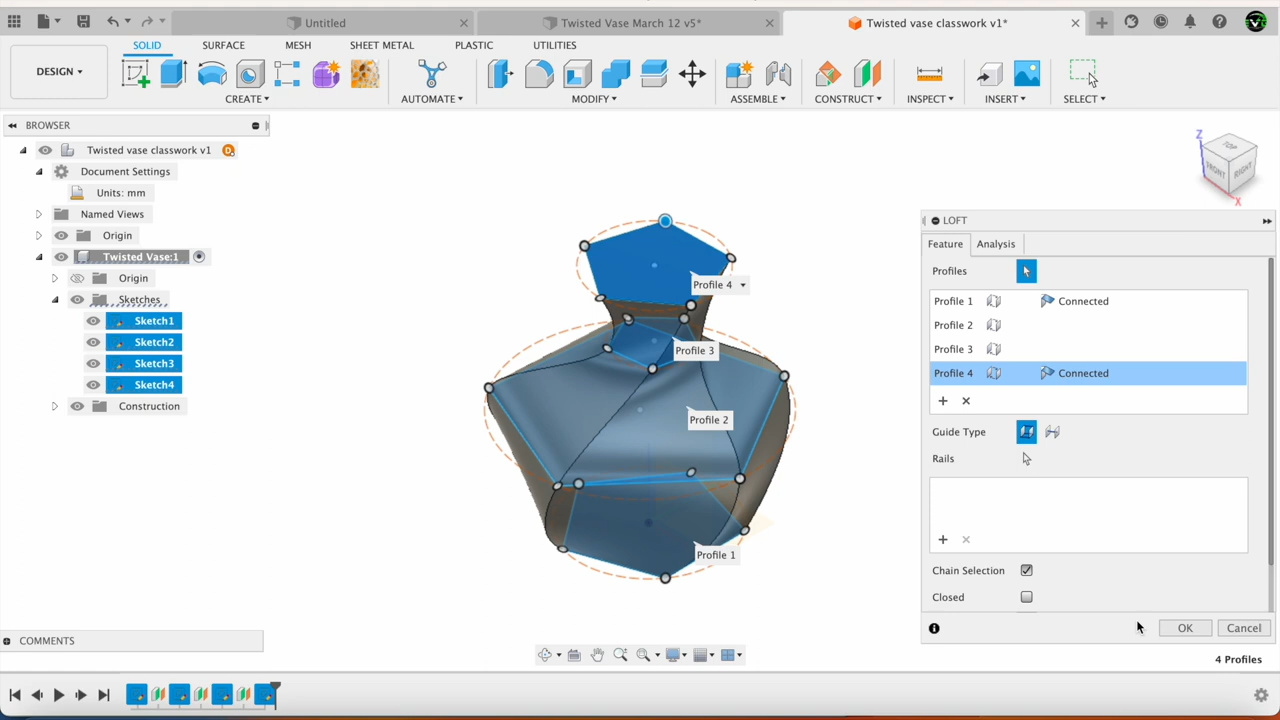 Untitled
Twisted Vase March 12 v5*
Twisted vase classwork v1*
SOLID
SURFACE
MESH
SHEET METAL
PLASTIC
UTILITIES
DESIGN
CREATE
AUTOMATE
MODIFY
ASSEMBLE
CONSTRUCT
INSPECT
INSERT
SELECT
BROWSER
Twisted vase classwork v1
Document Settings
Units: mm
Named Views
Origin
Twisted Vase:1
Origin
Sketches
Sketch1
Sketch2
Sketch3
Sketch4
Construction
Z
TOP
FRONT
RIGHT
X
Profile 4
Profile 3
Profile 2
Profile 1
LOFT
Feature
Analysis
Profiles
Profile 1 Connected
Profile 2
Profile 3
Profile 4 Connected
Guide Type
Rails
Chain Selection
Closed
OK
Cancel
COMMENTS
4 Profiles